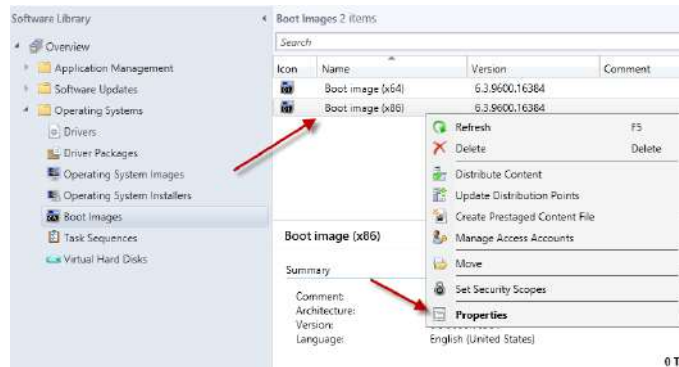 Software Library
Boot Images 2 items
Search
Overview
Application Management
Software Updates
Operating Systems
Drivers
Driver Packages
Operating System Images
Operating System Installers
Boot Images
Task Sequences
Virtual Hard Disks
Icon Name Version Comment
Boot image (x64) 6.3.9600.16384
Boot image (x86) 6.3.9600.16384
Refresh F5
Delete Delete
Distribute Content
Update Distribution Points
Create Prestaged Content File
Manage Access Accounts
Move
Set Security Scopes
Properties
Boot image (x86)
Summary
Comment:
Architecture:
Version:
Language: English (United States)
0 T